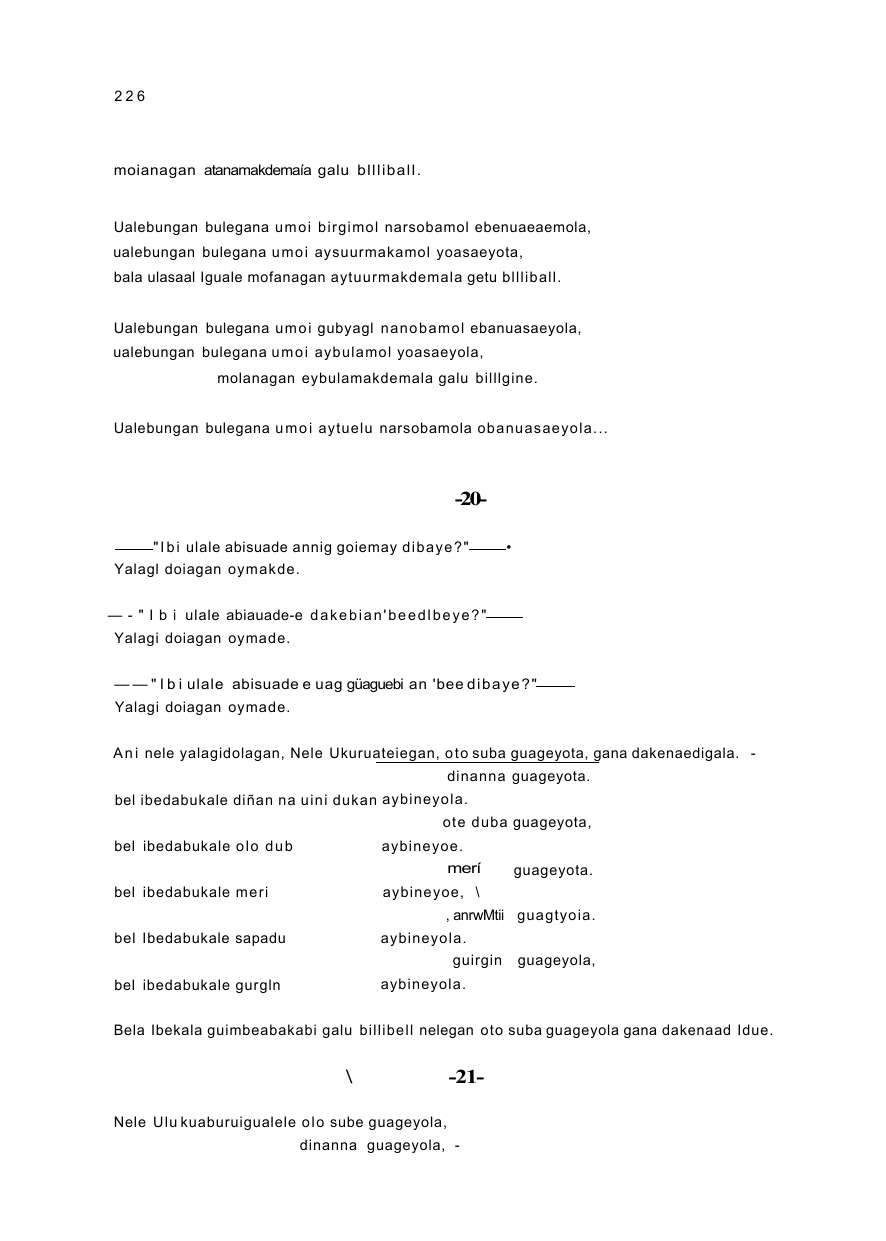 226
moianagan atanamakdemaía galu bIlliball.
Ualebungan bulegana umoi birgimol narsobamol ebenuaeaemola,
ualebungan bulegana umoi aysuurmakamol yoasaeyota,
bala ulasaal Iguale mofanagan aytuurmakdemala getu bIlliball.
Ualebungan bulegana umoi gubyagl nanobamol ebanuasaeyola,
ualebungan bulegana umoi aybulamol yoasaeyola,
molanagan eybulamakdemala galu billlgine.
Ualebungan bulegana umoi aytuelu narsobamola obanuasaeyola...
-20-
——"Ibi ulale abisuade annig goiemay dibaye?"——•
Yalagl doiagan oymakde.
— - "Ibi ulale abiauade-e dakebian'beedlbeye?"——
Yalagi doiagan oymade.
——"Ibi ulale abisuade e uag güaguebi an 'bee dibaye?"——
Yalagi doiagan oymade.
Ani nele yalagidolagan, Nele Ukuruateiegan, oto suba guageyota, gana dakenaedigala. -
dinanna guageyota.
bel ibedabukale diñan na uini dukan aybineyola.
ote duba guageyota,
bel ibedabukale olo dub aybineyoe.
merí guageyota.
bel ibedabukale meri aybineyoe, \
, anrwMtii guagtyoia.
bel Ibedabukale sapadu aybineyola.
guirgin guageyola,
bel ibedabukale gurgln aybineyola.
Bela Ibekala guimbeabakabi galu billibell nelegan oto suba guageyola gana dakenaad Idue.
\ -21-
Nele Ulu kuaburuigualele olo sube guageyola,
dinanna guageyola, -